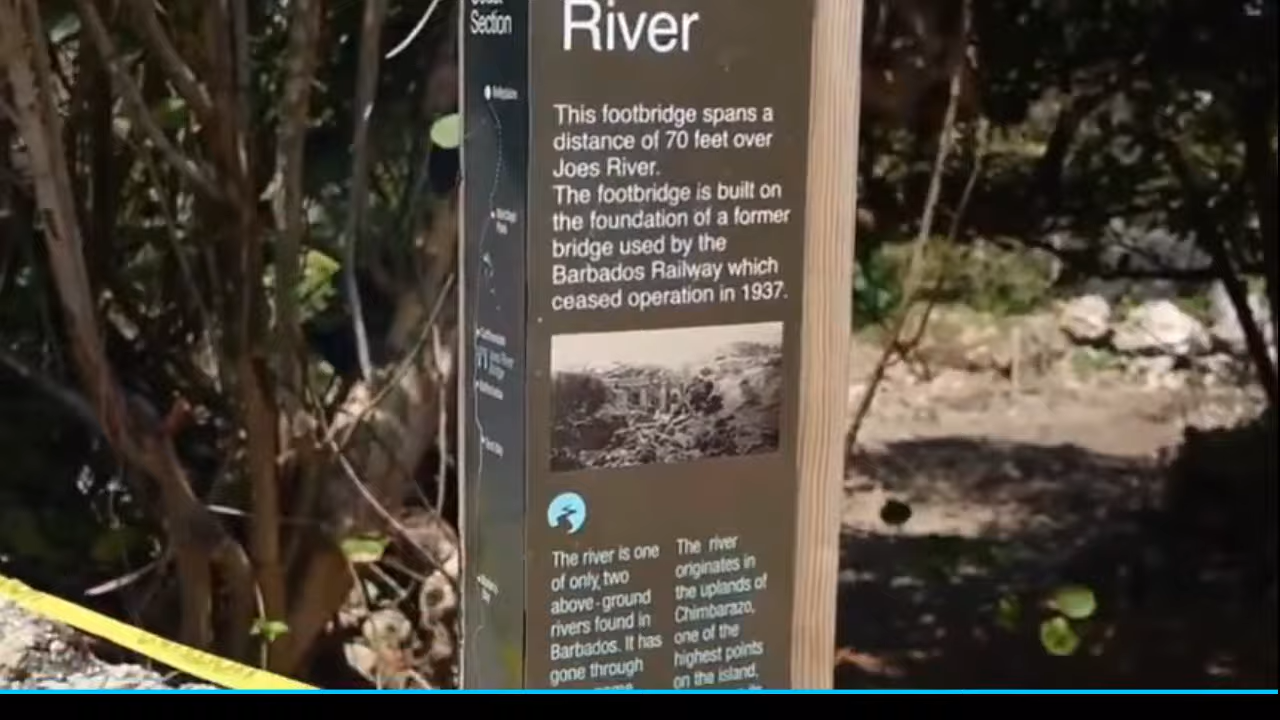 Section
River
This footbridge spans a
distance of 70 feet over
Joes River.
The footbridge is built on
the foundation of a former
bridge used by the
Barbados Railway which
ceased operation in 1937.
The river is one
of only two
above-ground
rivers found in
Barbados. It has
gone through
The river
originates in
the uplands of
Chimbarazo,
one of the
highest points
on the island,